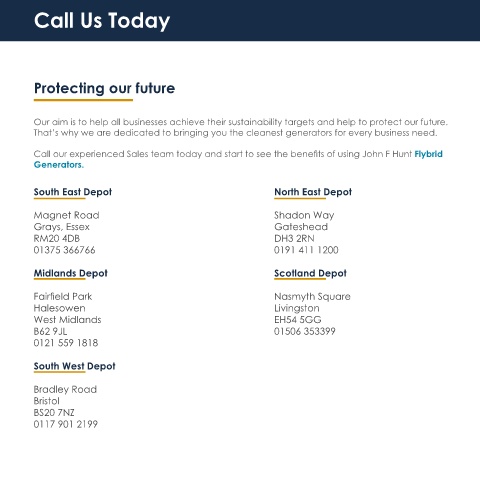 Call Us Today
Protecting our future
Our aim is to help all businesses achieve their sustainability targets and help to protect our future.
That's why we are dedicated to bringing you the cleanest generators for every business need.
Call our experienced Sales team today and start to see the benefits of using John F Hunt Flybrid
Generators.
South East Depot
Magnet Road
Grays, Essex
RM20 4DB
01375 366766
North East Depot
Shadon Way
Gateshead
DH3 2RN
0191 411 1200
Midlands Depot
Fairfield Park
Halesowen
West Midlands
B62 9JL
0121 559 1818
Scotland Depot
Nasmyth Square
Livingston
EH54 5GG
01506 353399
South West Depot
Bradley Road
Bristol
BS20 7NZ
0117 901 2199